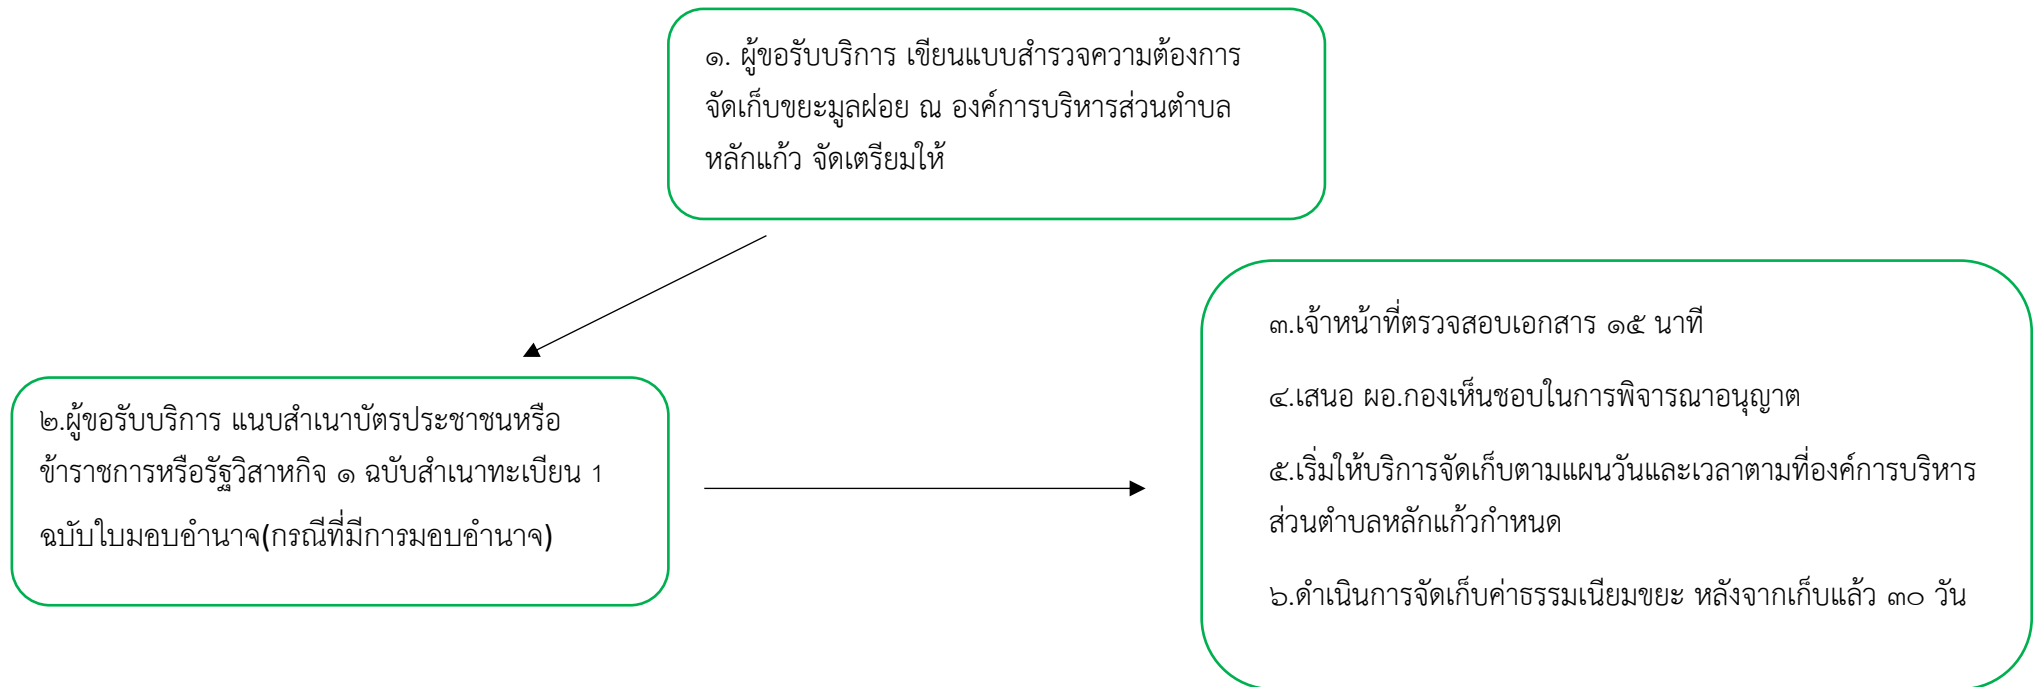 ๑. ผู้ขอรับบริการ เขียนแบบสำรวจความต้องการ
จัดเก็บขยะมูลฝอย ณ องค์การบริหารส่วนตำบล
หลักแก้ว จัดเตรียมให้
๒.ผู้ขอรับบริการ แนบสำเนาบัตรประชาชนหรือ
ข้าราชการหรือรัฐวิสาหกิจ ๑ ฉบับสำเนาทะเบียน 1
ฉบับใบมอบอำนาจ(กรณีที่มีการมอบอำนาจ)
๓.เจ้าหน้าที่ตรวจสอบเอกสาร ๑๕ นาที
๔.เสนอ ผอ.กองเห็นชอบในการพิจารณาอนุญาต
๕.เริ่มให้บริการจัดเก็บตามแผนวันและเวลาตามที่องค์การบริหาร
ส่วนตำบลหลักแก้วกำหนด
๖.ดำเนินการจัดเก็บค่าธรรมเนียมขยะ หลังจากเก็บแล้ว ๓๐ วัน